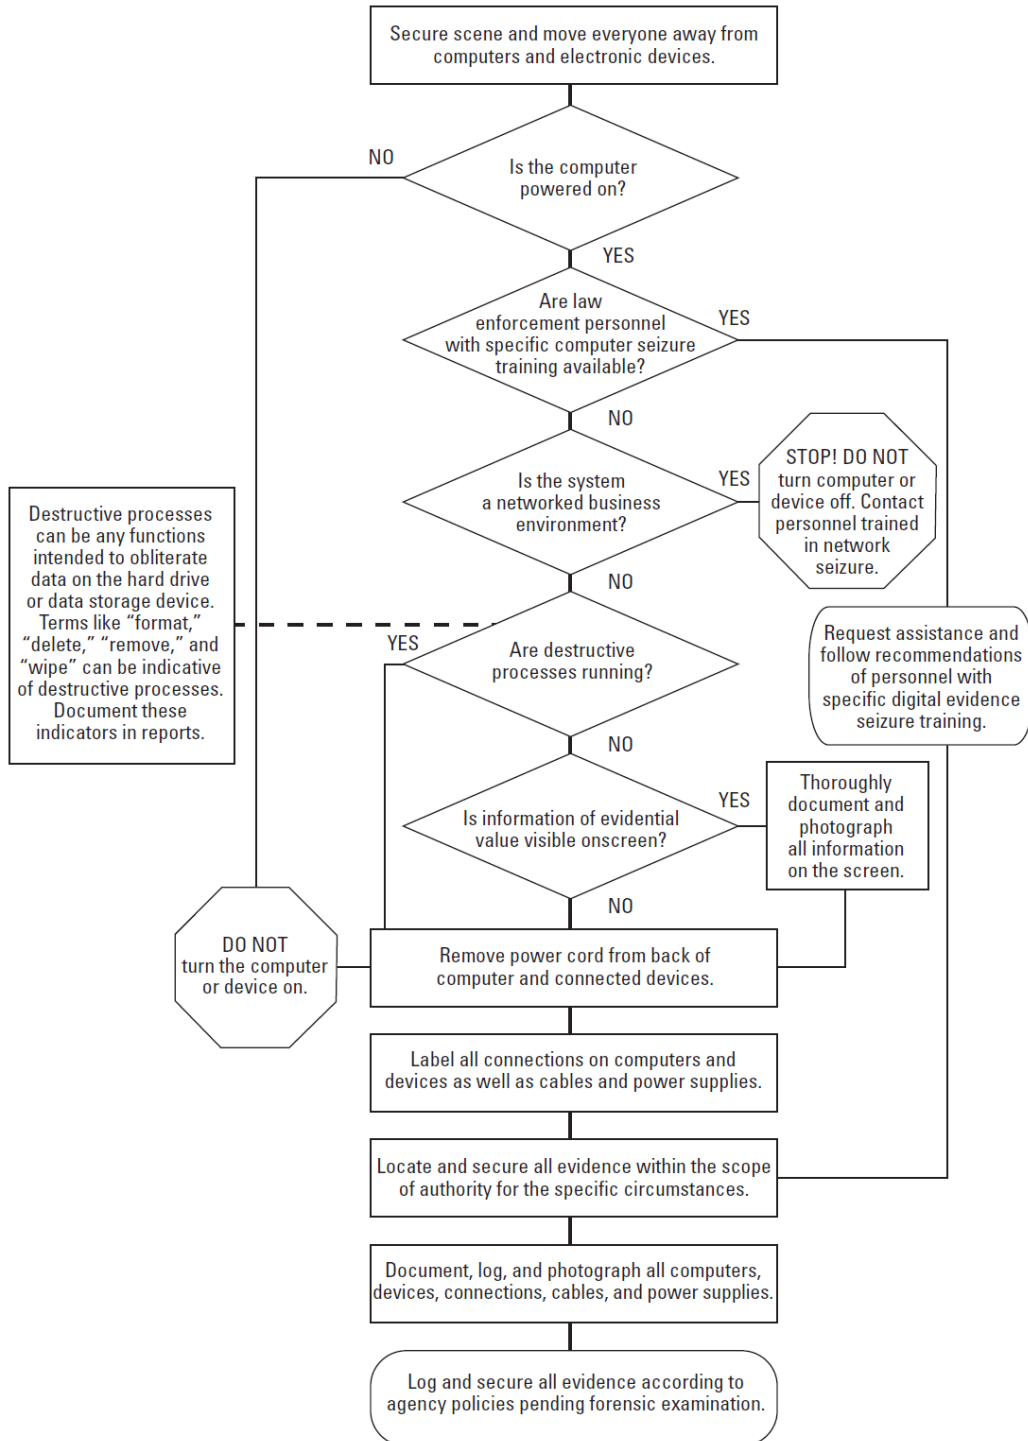 Secure scene and move everyone away from
computers and electronic devices.
NO
Is the computer
powered on?
YES
Are law
enforcement personnel
with specific computer seizure
training available?
YES
NO
Is the system
a networked business
environment?
YES
STOP! DO NOT
turn computer or
device off. Contact
personnel trained
in network
seizure.
NO
Destructive processes
can be any functions
intended to obliterate
data on the hard drive
or data storage device.
Terms like “format,”
“delete,” “remove,” and
“wipe” can be indicative
of destructive processes.
Document these
indicators in reports.
YES
Are destructive
processes running?
Request assistance and
follow recommendations
of personnel with
specific digital evidence
seizure training.
NO
Is information of evidential
value visible onscreen?
YES
Thoroughly
document and
photograph
all information
on the screen.
NO
DO NOT
turn the computer
or device on.
Remove power cord from back of
computer and connected devices.
Label all connections on computers and
devices as well as cables and power supplies.
Locate and secure all evidence within the scope
of authority for the specific circumstances.
Document, log, and photograph all computers,
devices, connections, cables, and power supplies.
Log and secure all evidence according to
agency policies pending forensic examination.